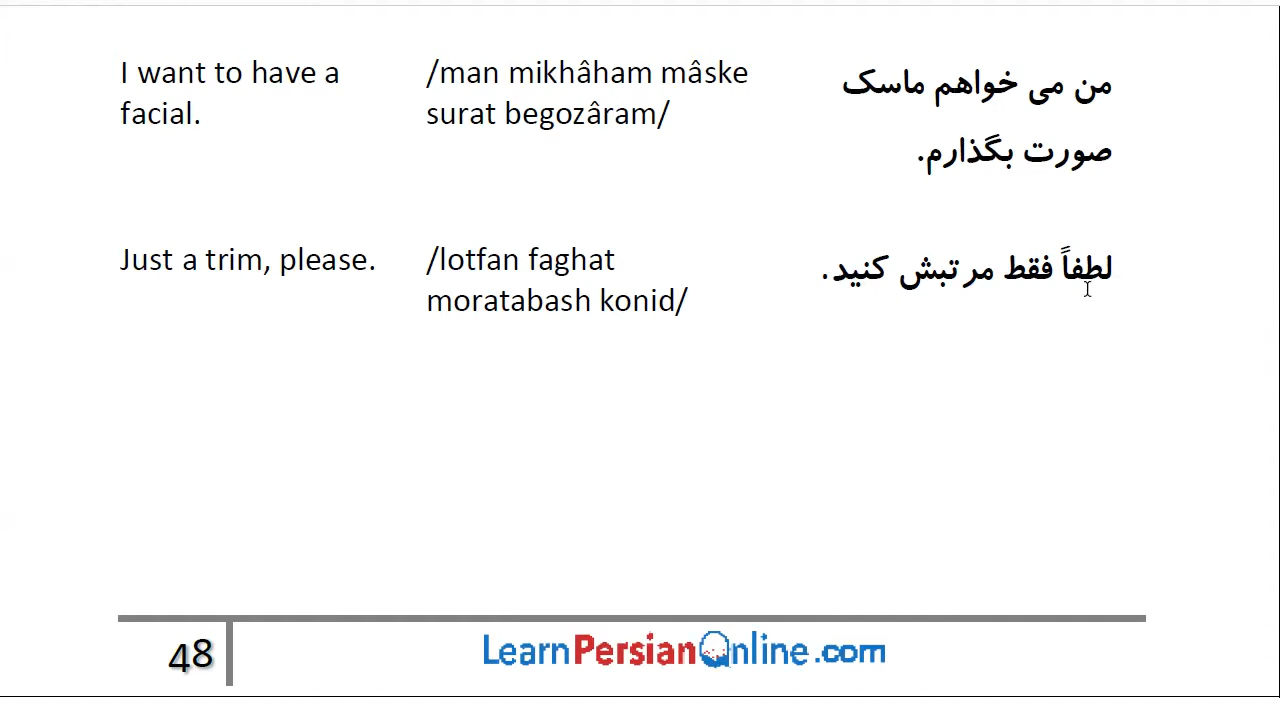 I want to have a
facial.
/man mikhâham mâske
surat begozâram/
من می خواهم ماسک
صورت بگذارم.
Just a trim, please.
/lotfan faghat
moratabash konid/
لطفاً فقط مرتبش کنید.
48
LearnPersianOnline.com